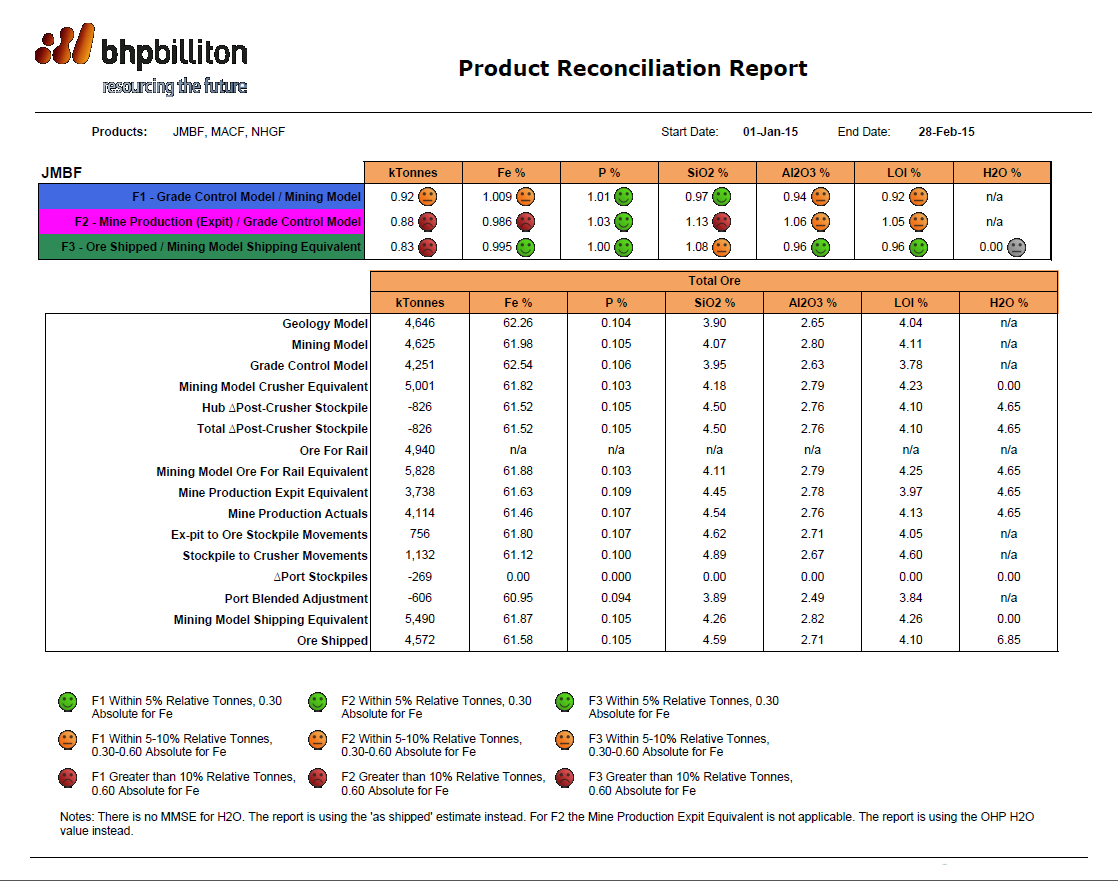 bhpbilliton
resourcing the future
Product Reconciliation Report
Products: JMBF, MACF, NHGF Start Date: 01-Jan-15 End Date: 28-Feb-15
JMBF kTonnes Fe % P % SiO2 % Al2O3 % LOI % H2O %
F1 - Grade Control Model / Mining Model 0.92 1.009 1.01 0.97 0.94 0.92 n/a
F2 - Mine Production (Expit) / Grade Control Model 0.88 0.986 1.03 1.13 1.06 1.05 n/a
F3 - Ore Shipped / Mining Model Shipping Equivalent 0.83 0.995 1.00 1.08 0.96 0.96 0.00
Total Ore
kTonnes Fe % P % SiO2 % Al2O3 % LOI % H2O %
Geology Model 4,646 62.26 0.104 3.90 2.65 4.04 n/a
Mining Model 4,625 61.98 0.105 4.07 2.80 4.11 n/a
Grade Control Model 4,251 62.54 0.106 3.95 2.63 3.78 n/a
Mining Model Crusher Equivalent 5,001 61.82 0.103 4.18 2.79 4.23 0.00
Hub ∆Post-Crusher Stockpile -826 61.52 0.105 4.50 2.76 4.10 4.65
Total ∆Post-Crusher Stockpile -826 61.52 0.105 4.50 2.76 4.10 4.65
Ore For Rail 4,940 n/a n/a n/a n/a n/a n/a
Mining Model Ore For Rail Equivalent 5,828 61.88 0.103 4.11 2.79 4.25 4.65
Mine Production Expit Equivalent 3,738 61.63 0.109 4.45 2.78 3.97 4.65
Mine Production Actuals 4,114 61.46 0.107 4.54 2.76 4.13 4.65
Ex-pit to Ore Stockpile Movements 756 61.80 0.107 4.62 2.71 4.05 n/a
Stockpile to Crusher Movements 1,132 61.12 0.100 4.89 2.67 4.60 n/a
∆Port Stockpiles -269 0.00 0.000 0.00 0.00 0.00 0.00
Port Blended Adjustment -606 60.95 0.094 3.89 2.49 3.84 n/a
Mining Model Shipping Equivalent 5,490 61.87 0.105 4.26 2.82 4.26 0.00
Ore Shipped 4,572 61.58 0.105 4.59 2.71 4.10 6.85
F1 Within 5% Relative Tonnes, 0.30 F2 Within 5% Relative Tonnes, 0.30 F3 Within 5% Relative Tonnes, 0.30
Absolute for Fe Absolute for Fe Absolute for Fe
F1 Within 5-10% Relative Tonnes, F2 Within 5-10% Relative Tonnes, F3 Within 5-10% Relative Tonnes,
0.30-0.60 Absolute for Fe 0.30-0.60 Absolute for Fe 0.30-0.60 Absolute for Fe
F1 Greater than 10% Relative Tonnes, F2 Greater than 10% Relative Tonnes, F3 Greater than 10% Relative Tonnes,
0.60 Absolute for Fe 0.60 Absolute for Fe 0.60 Absolute for Fe
Notes: There is no MMSE for H2O. The report is using the 'as shipped' estimate instead. For F2 the Mine Production Expit Equivalent is not applicable. The report is using the OHP H2O
value instead.